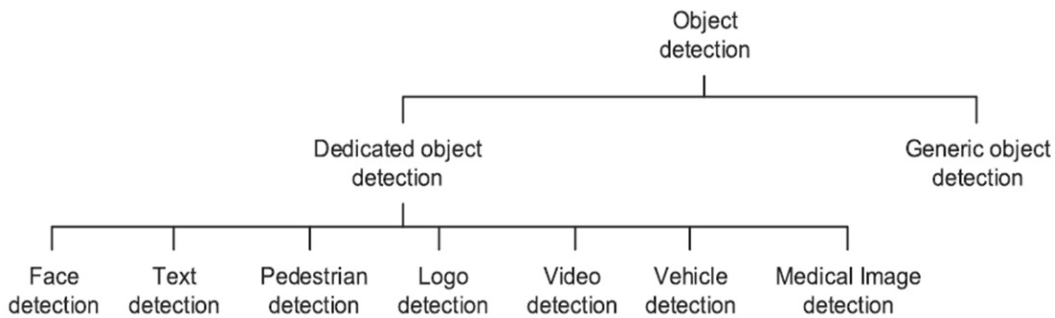 Object
detection
Dedicated object
detection
Generic object
detection
Face
detection
Text
detection
Pedestrian
detection
Logo
detection
Video
detection
Vehicle
detection
Medical Image
detection